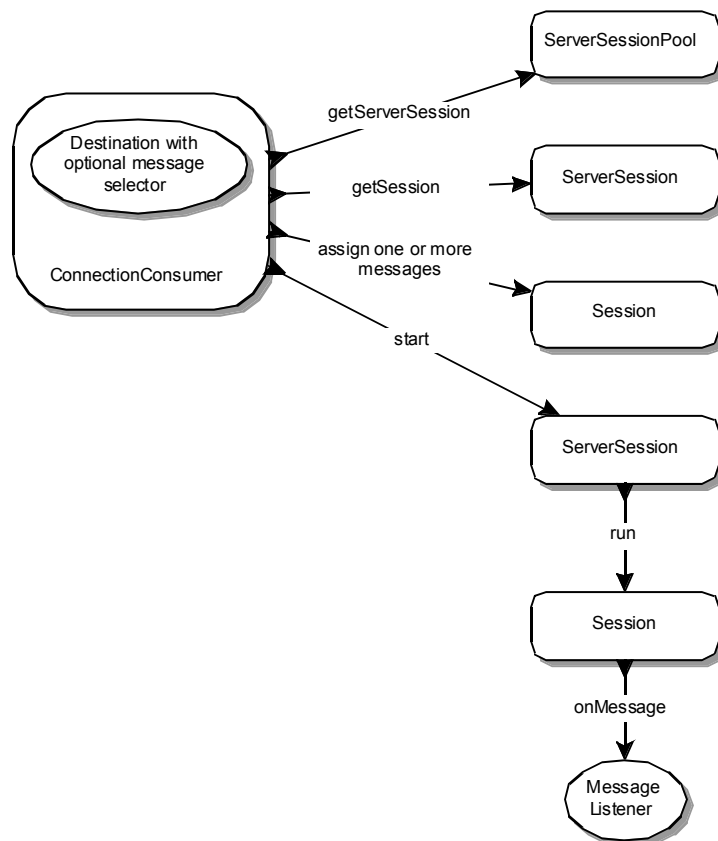 ServerSessionPool
getServerSession
Destination with
optional message
selector
getSession
ServerSession
assign one or more
messages
ConnectionConsumer
Session
start
ServerSession
run
Session
onMessage
Message
Listener